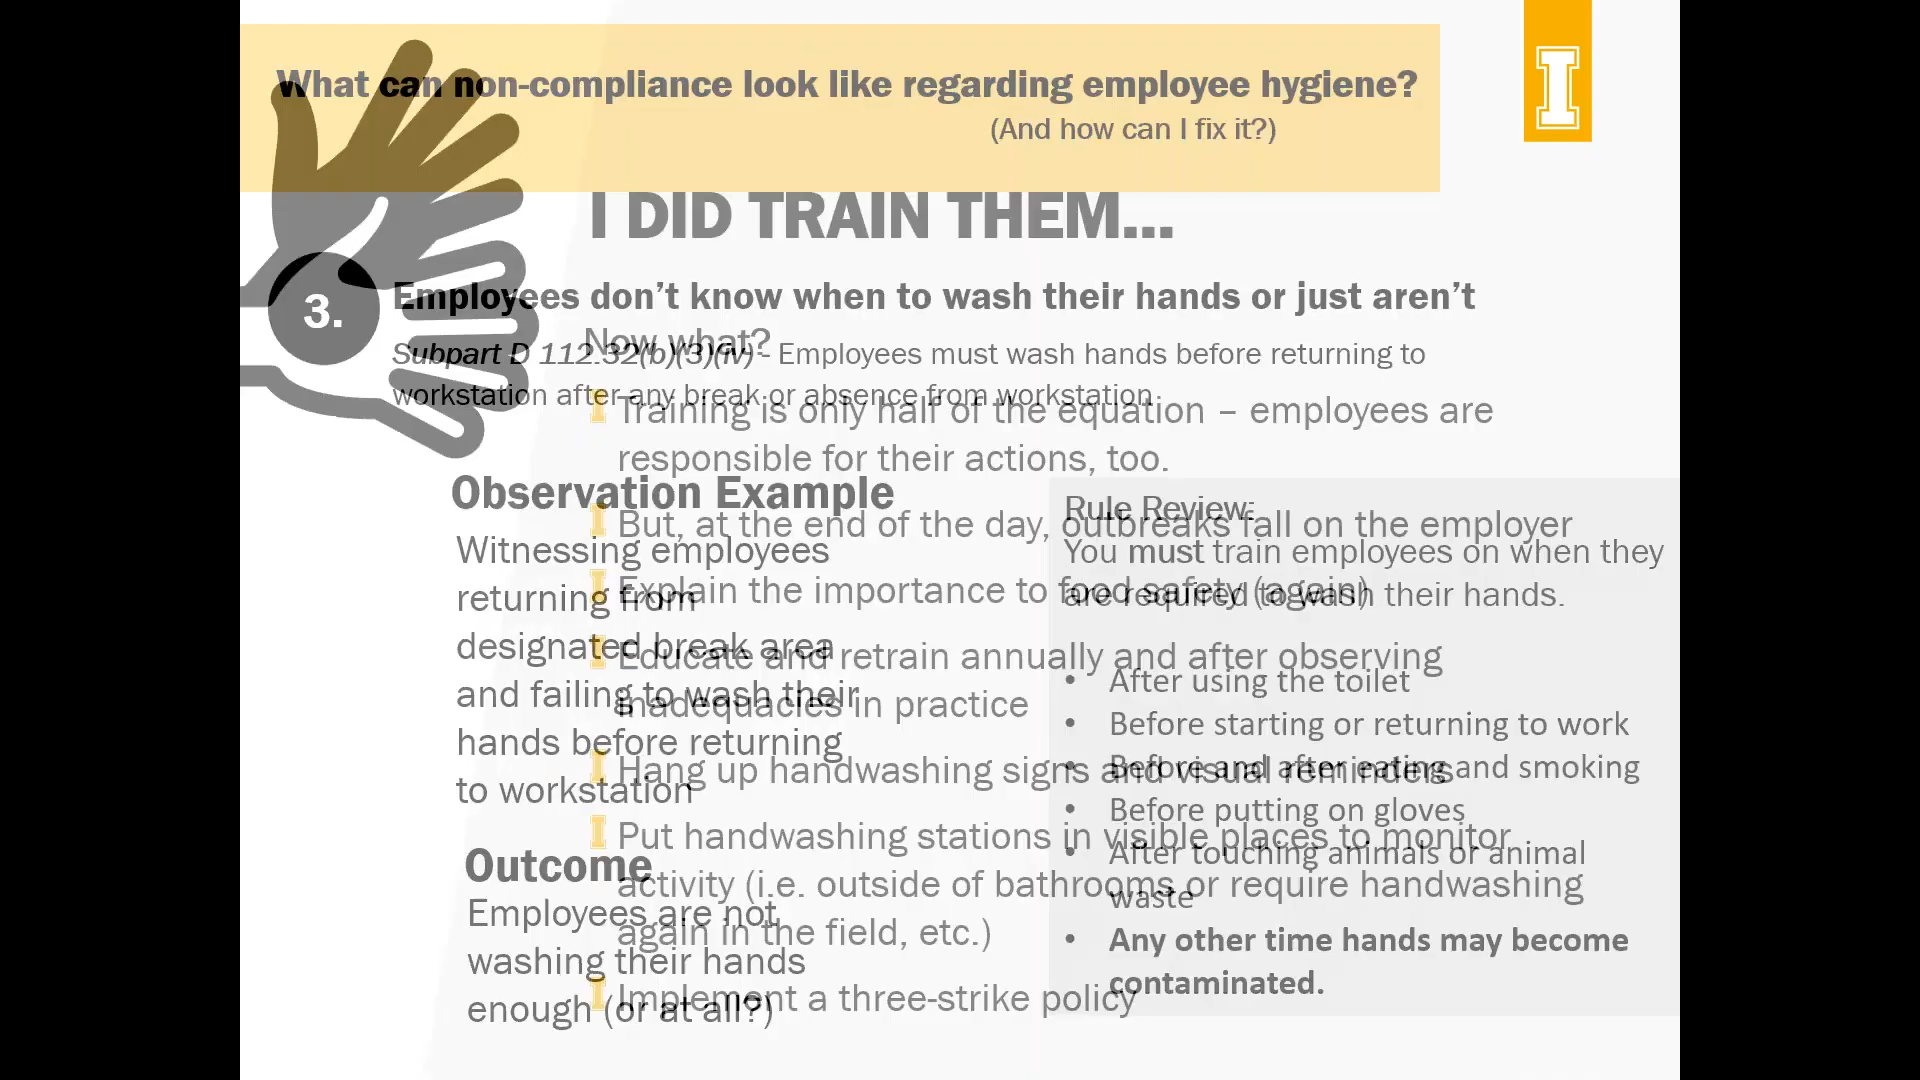 What can non-compliance look like regarding employee hygiene?
(And how can I fix it?)
I
3.
Employees don’t know when to wash their hands or just aren’t
Subpart D 112.32(b)(3)(iv) - Employees must wash hands before returning to
workstation after any break or absence from workstation.
Observation Example
Witnessing employees
returning from
designated break area
and failing to wash their
hands before returning
to workstation
Outcome
Employees are not
washing their hands
enough (or at all?)
Rule Review:
You must train employees on when they
are required to wash their hands.
• After using the toilet
• Before starting or returning to work
• Before and after eating and smoking
• Before putting on gloves
• After touching animals or animal
waste
• Any other time hands may become
contaminated.
I DID TRAIN THEM...
Now what?
Training is only half of the equation – employees are
responsible for their actions, too.
But, at the end of the day, outbreaks fall on the employer
Explain the importance to food safety (again)
Educate and retrain annually and after observing
inadequacies in practice
Hang up handwashing signs and visual reminders
Put handwashing stations in visible places to monitor
activity (i.e. outside of bathrooms or require handwashing
again in the field, etc.)
Implement a three-strike policy